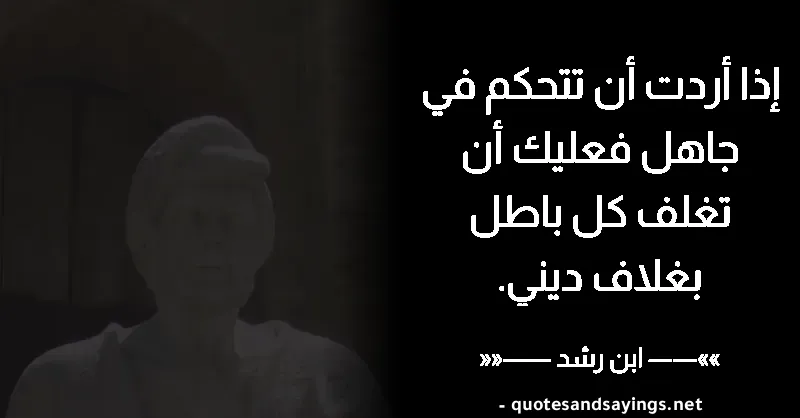 إذا أردت أن تتحكم في
جاهل فعليك أن
تغلف كل باطل
بغلاف ديني.
»»—— ابن رشد ——««
- quotesandsayings.net